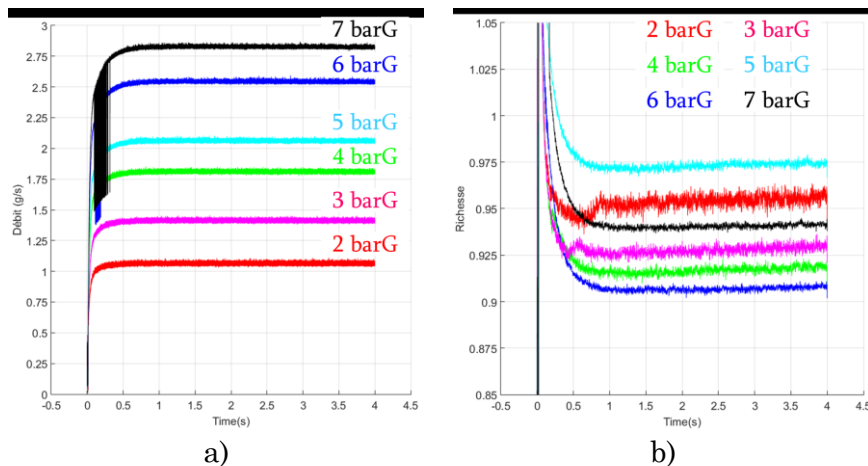 3
2.75
2.5
2.25
2
1.75
1.5
1.25
1
0.75
0.5
0.25
0
Débit (g/s)
7 barG
6 barG
5 barG
4 barG
3 barG
2 barG
-0.5 0 0.5 1 1.5 2 2.5 3 3.5 4 4.5
Time(s)
a)
1.05
1.025
1
0.975
0.95
0.925
0.9
0.875
0.85
Richesse
2 barG 3 barG
4 barG 5 barG
6 barG 7 barG
-0.5 0 0.5 1 1.5 2 2.5 3 3.5 4 4.5
Time(s)
b)